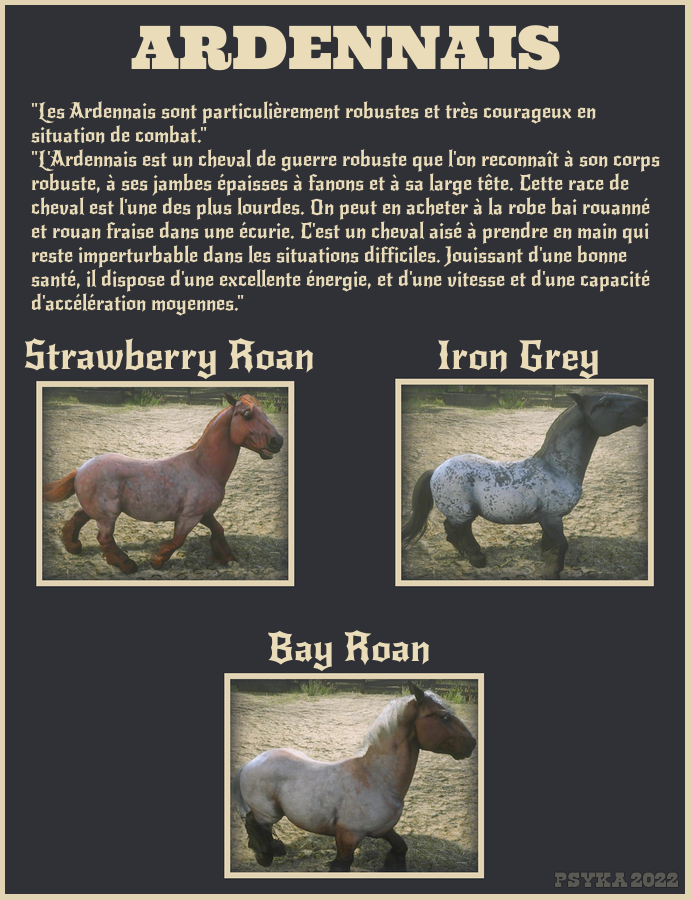 ARDENNAIS
"Les Ardennais sont particulièrement robustes et très courageux en
situation de combat."
"L'Ardennais est un cheval de guerre robuste que l'on reconnaît à son corps
robuste, à ses jambes épaisses à fanons et à sa large tête. Cette race de
cheval est l'une des plus lourdes. On peut en acheter à la robe bai rouanné
et rouan fraise dans une écurie. C'est un cheval aisé à prendre en main qui
reste imperturbable dans les situations difficiles. Jouissant d'une bonne
santé, il dispose d'une excellente énergie, et d'une vitesse et d'une capacité
d'accélération moyennes."
Strawberry Roan
Iron Grey
Bay Roan
PSYKA 2022